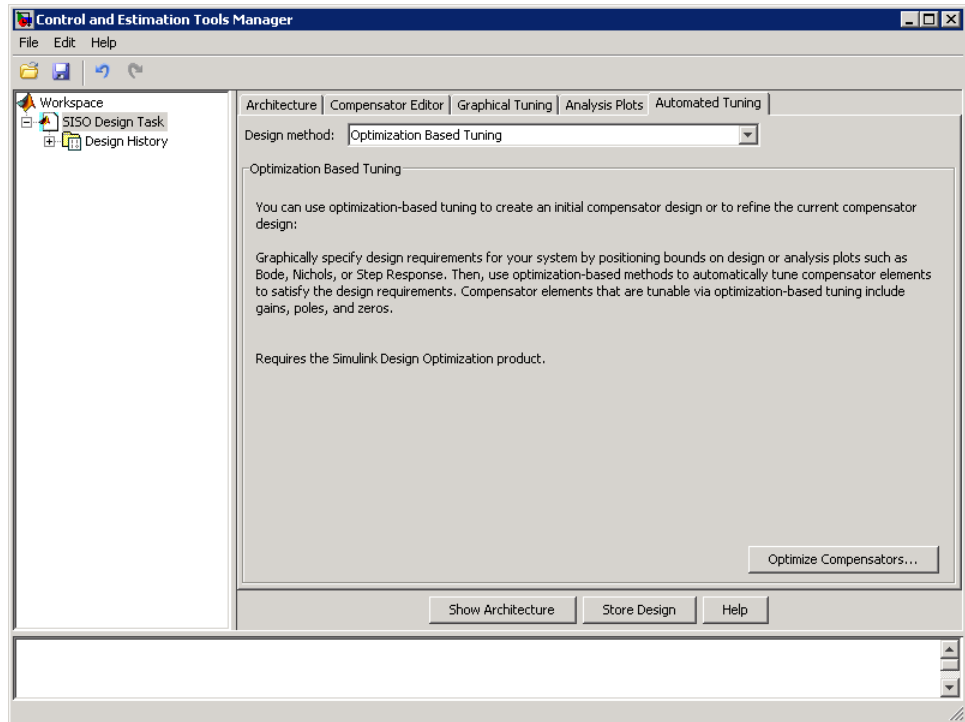 Control and Estimation Tools Manager
File Edit Help
Workspace
SISO Design Task
Design History
Architecture Compensator Editor Graphical Tuning Analysis Plots Automated Tuning
Design method: Optimization Based Tuning
Optimization Based Tuning
You can use optimization-based tuning to create an initial compensator design or to refine the current compensator
design:
Graphically specify design requirements for your system by positioning bounds on design or analysis plots such as
Bode, Nichols, or Step Response. Then, use optimization-based methods to automatically tune compensator elements
to satisfy the design requirements. Compensator elements that are tunable via optimization-based tuning include
gains, poles, and zeros.
Requires the Simulink Design Optimization product.
Optimize Compensators...
Show Architecture Store Design Help